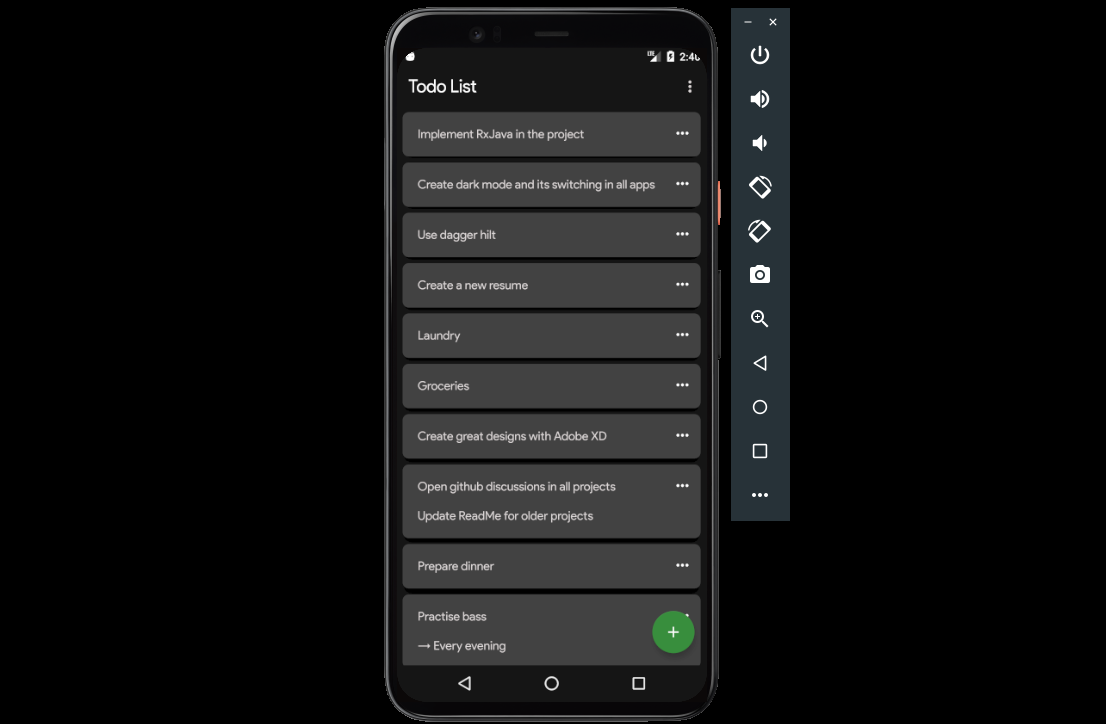 LTE 2:4
Todo List
Implement RxJava in the project
Create dark mode and its switching in all apps
Use dagger hilt
Create a new resume
Laundry
Groceries
Create great designs with Adobe XD
Open github discussions in all projects
Update ReadMe for older projects
Prepare dinner
Practise bass
→ Every evening